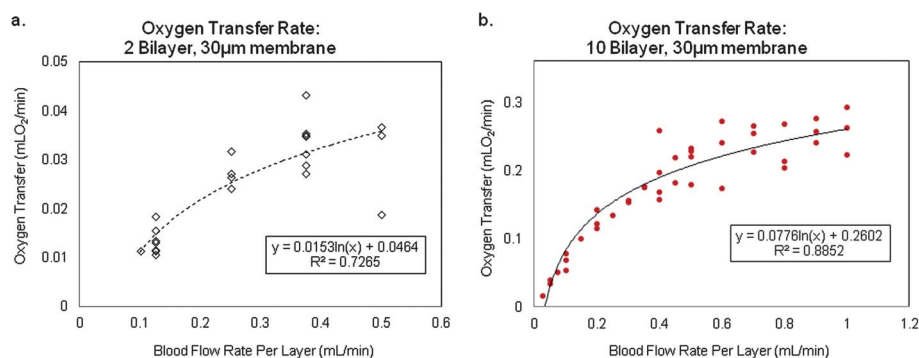 a.
Oxygen Transfer Rate:
2 Bilayer, 30µm membrane
Oxygen Transfer (mLO₂/min)
0.05
0.04
0.03
0.02
0.01
0
y = 0.0153ln(x) + 0.0464
R² = 0.7265
0 0.1 0.2 0.3 0.4 0.5 0.6
Blood Flow Rate Per Layer (mL/min)
b.
Oxygen Transfer Rate:
10 Bilayer, 30µm membrane
Oxygen Transfer (mLO₂/min)
0.3
0.2
0.1
0
y = 0.0776ln(x) + 0.2602
R² = 0.8852
0 0.2 0.4 0.6 0.8 1 1.2
Blood Flow Rate Per Layer (mL/min)